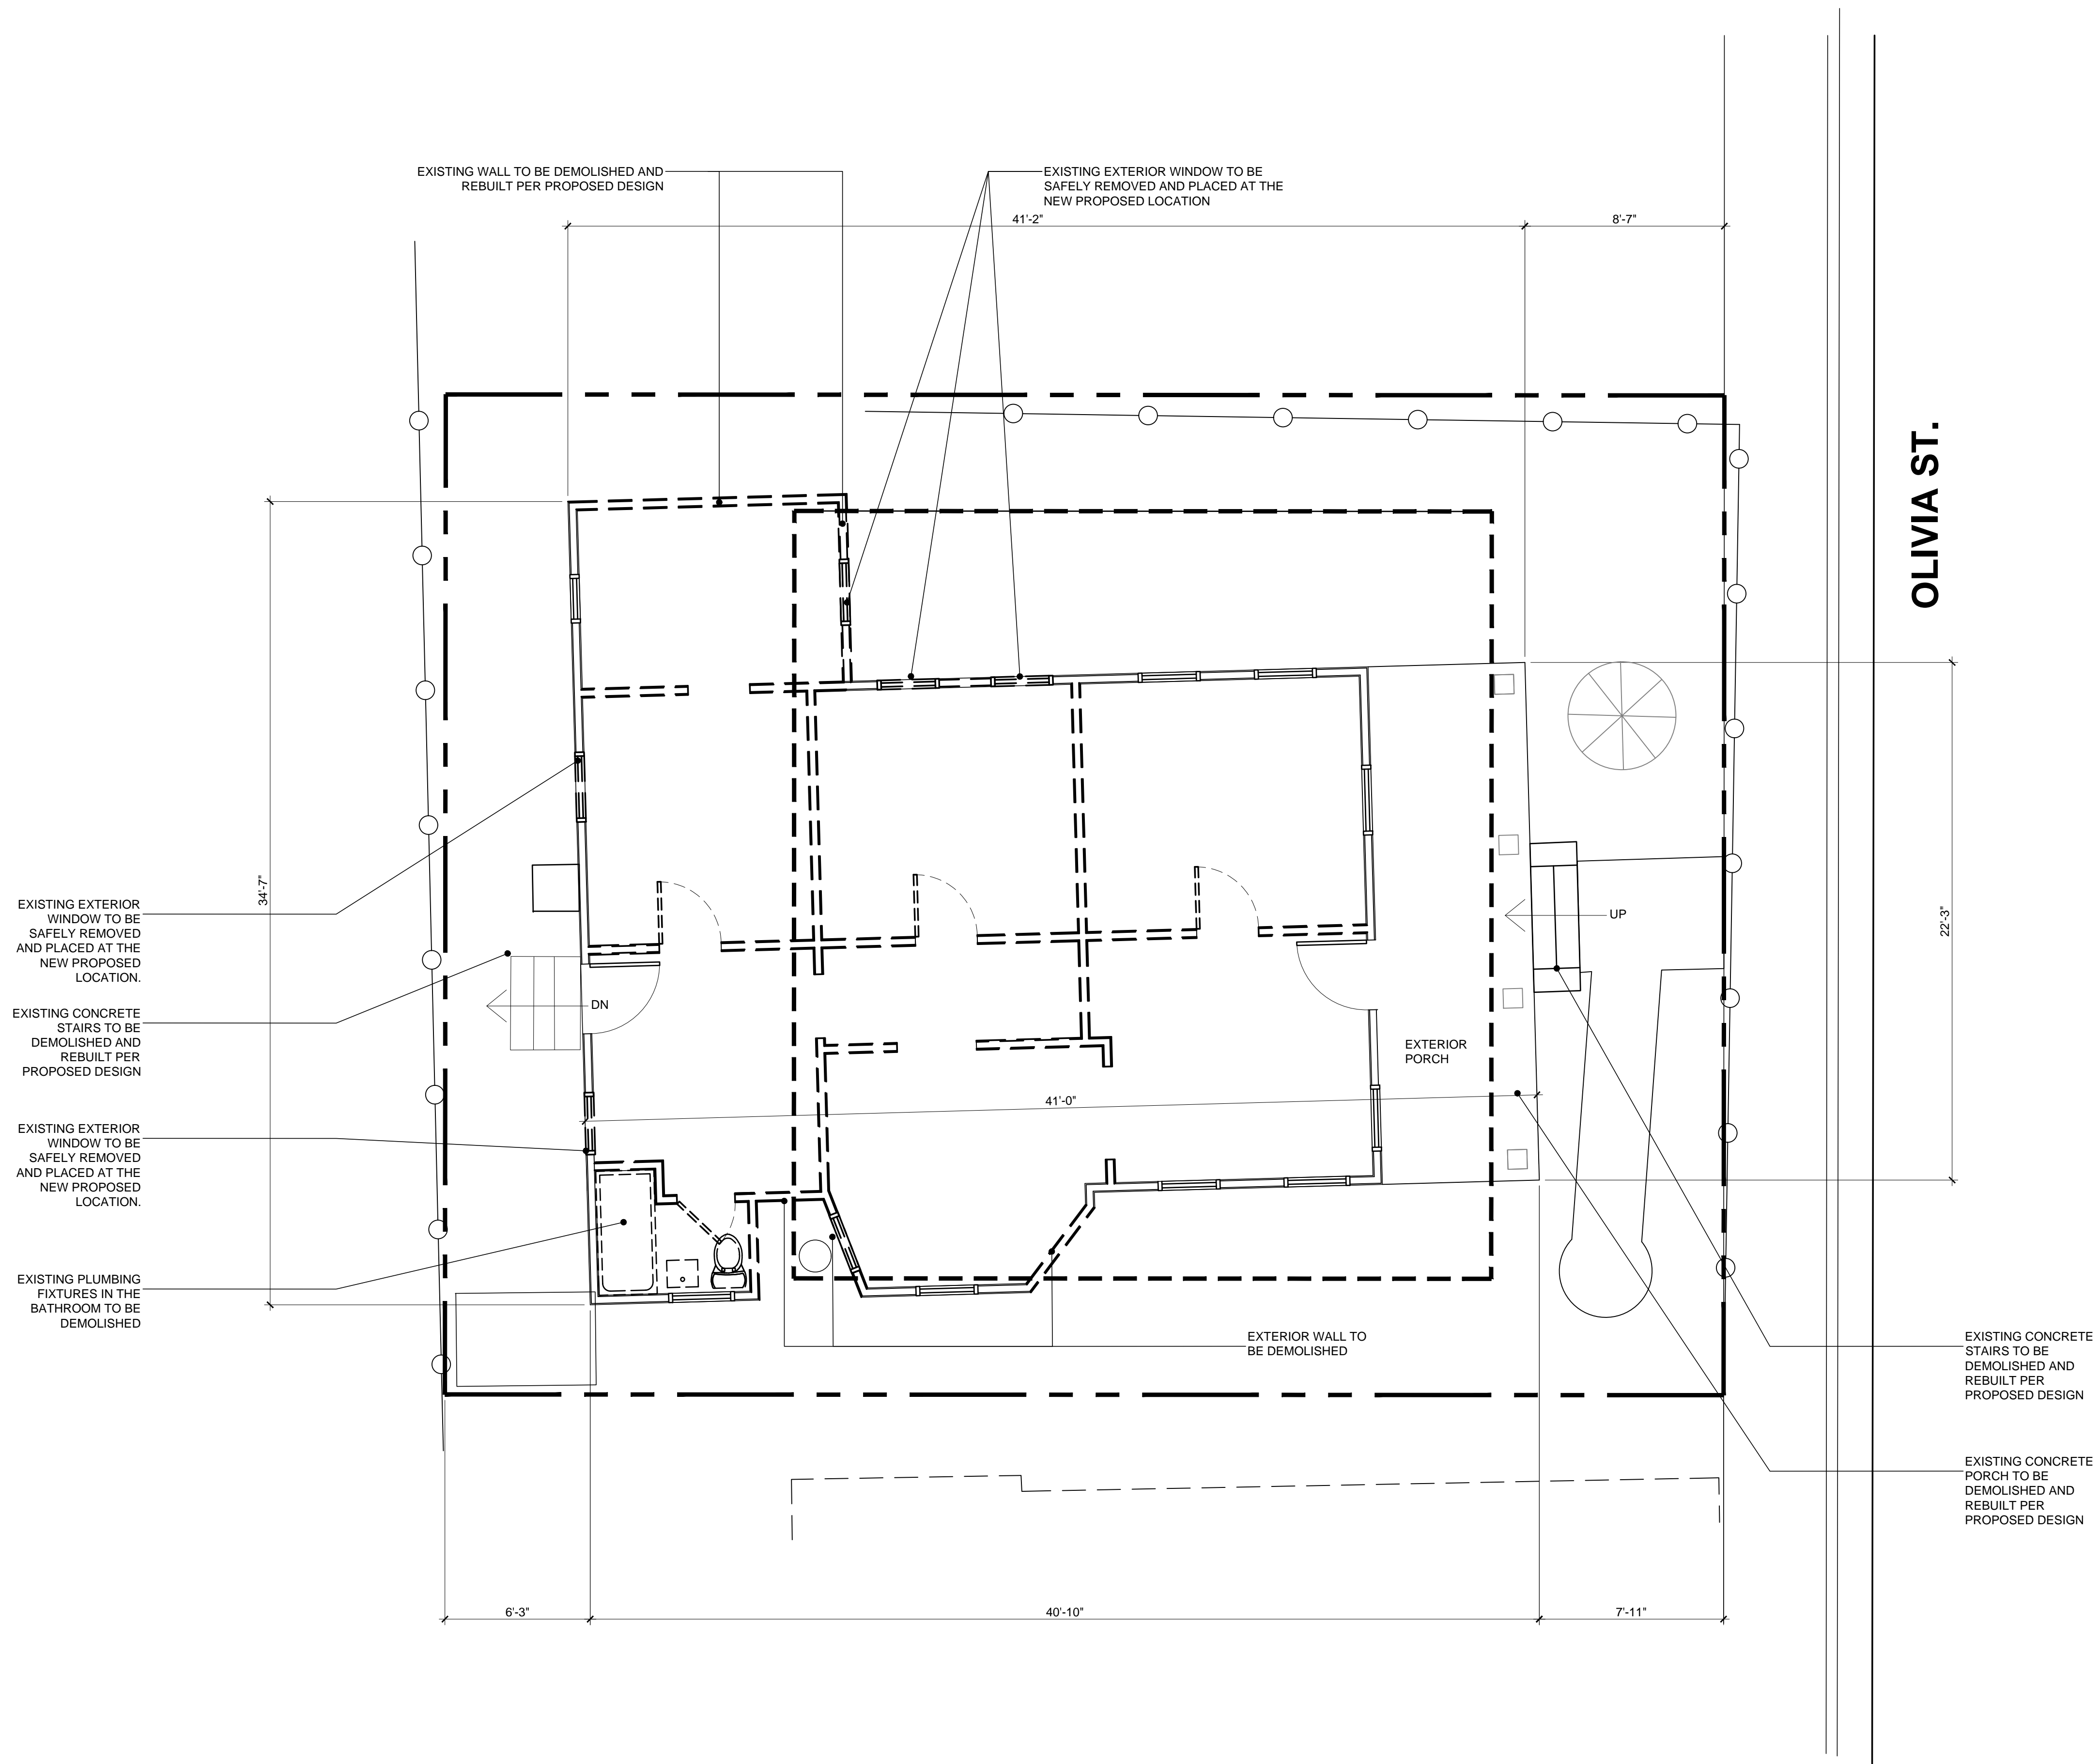 EXISTING WALL TO BE DEMOLISHED AND
REBUILT PER PROPOSED DESIGN
EXISTING EXTERIOR WINDOW TO BE
SAFELY REMOVED AND PLACED AT THE
NEW PROPOSED LOCATION
41'-2"
8'-7"
OLIVIA ST.
34'-7"
22'-3"
EXISTING EXTERIOR
WINDOW TO BE
SAFELY REMOVED
AND PLACED AT THE
NEW PROPOSED
LOCATION.
UP
DN
EXISTING CONCRETE
STAIRS TO BE
DEMOLISHED AND
REBUILT PER
PROPOSED DESIGN
EXTERIOR
PORCH
41'-0"
EXISTING EXTERIOR
WINDOW TO BE
SAFELY REMOVED
AND PLACED AT THE
NEW PROPOSED
LOCATION.
EXISTING PLUMBING
FIXTURES IN THE
BATHROOM TO BE
DEMOLISHED
EXTERIOR WALL TO
BE DEMOLISHED
EXISTING CONCRETE
STAIRS TO BE
DEMOLISHED AND
REBUILT PER
PROPOSED DESIGN
EXISTING CONCRETE
PORCH TO BE
DEMOLISHED AND
REBUILT PER
PROPOSED DESIGN
6'-3"
40'-10"
7'-11"